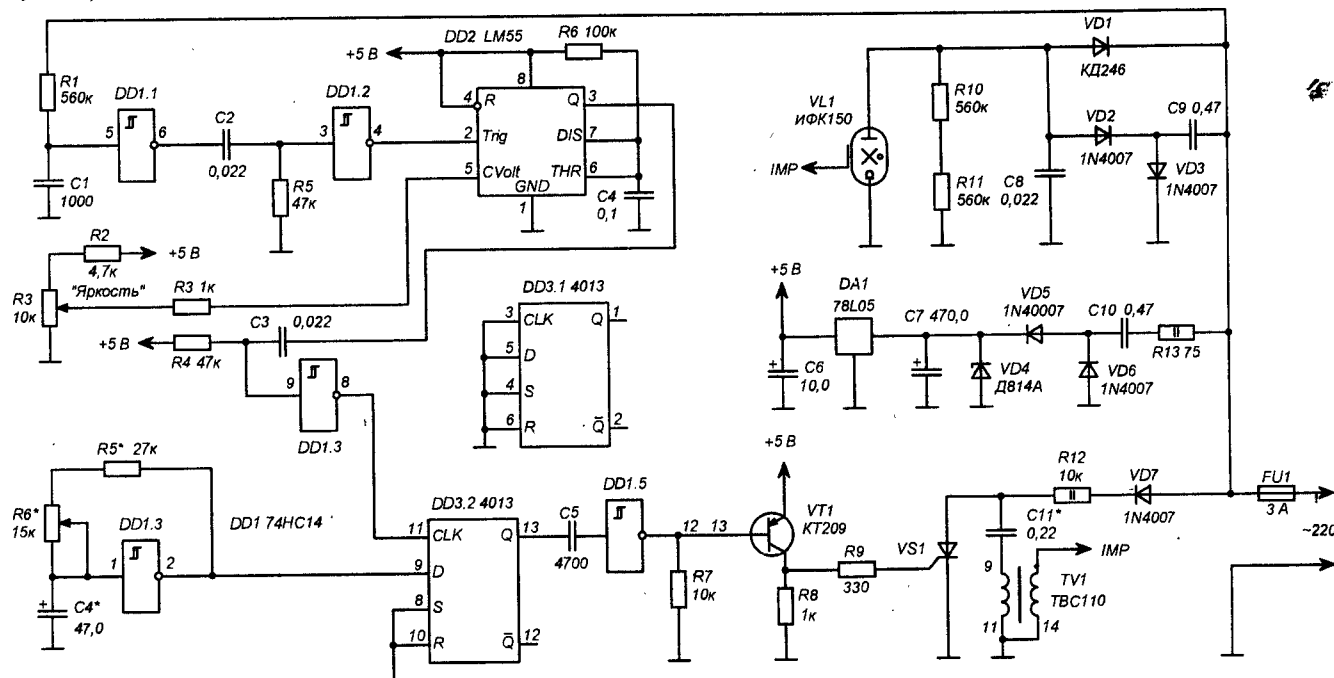 R1
560к
C1
1000
DD1.1
5
6
C2
0,022
R5
47к
DD1.2
3
4
+5 В
DD2 LM55
R6 100к
8
4
R
Q
3
2
Trig
DIS
7
5
CVolt
THR
6
GND
1
C4
0,1
VL1
ИФК150
IMP
R10
560к
R11
560к
VD1
КД246
VD2
1N4007
C9 0,47
C8
0,022
VD3
1N4007
R2
4,7к
+5 В
R3
10к
"Яркость"
R3 1к
+5 В
R4 47к
C3
0,022
9
8
DD1.3
DD3.1 4013
3
CLK
Q
1
5
D
4
S
6
R
Q
2
+5 В
DA1
78L05
C6
10,0
C7 470,0
VD5
1N40007
VD4
Д814А
C10 0,47
R13 75
VD6
1N4007
R5* 27к
R6*
15к
DD1.3
DD1 74HC14
1
2
C4*
47,0
DD3.2 4013
11
CLK
Q
13
9
D
8
S
10
R
Q
12
C5
4700
DD1.5
12
13
R7
10к
+5 В
VT1
КТ209
R8
1к
R9
330
VS1
R12
10к
VD7
1N4007
C11*
0,22
9
11
14
IMP
TV1
ТВС110
FU1
3 А
~220